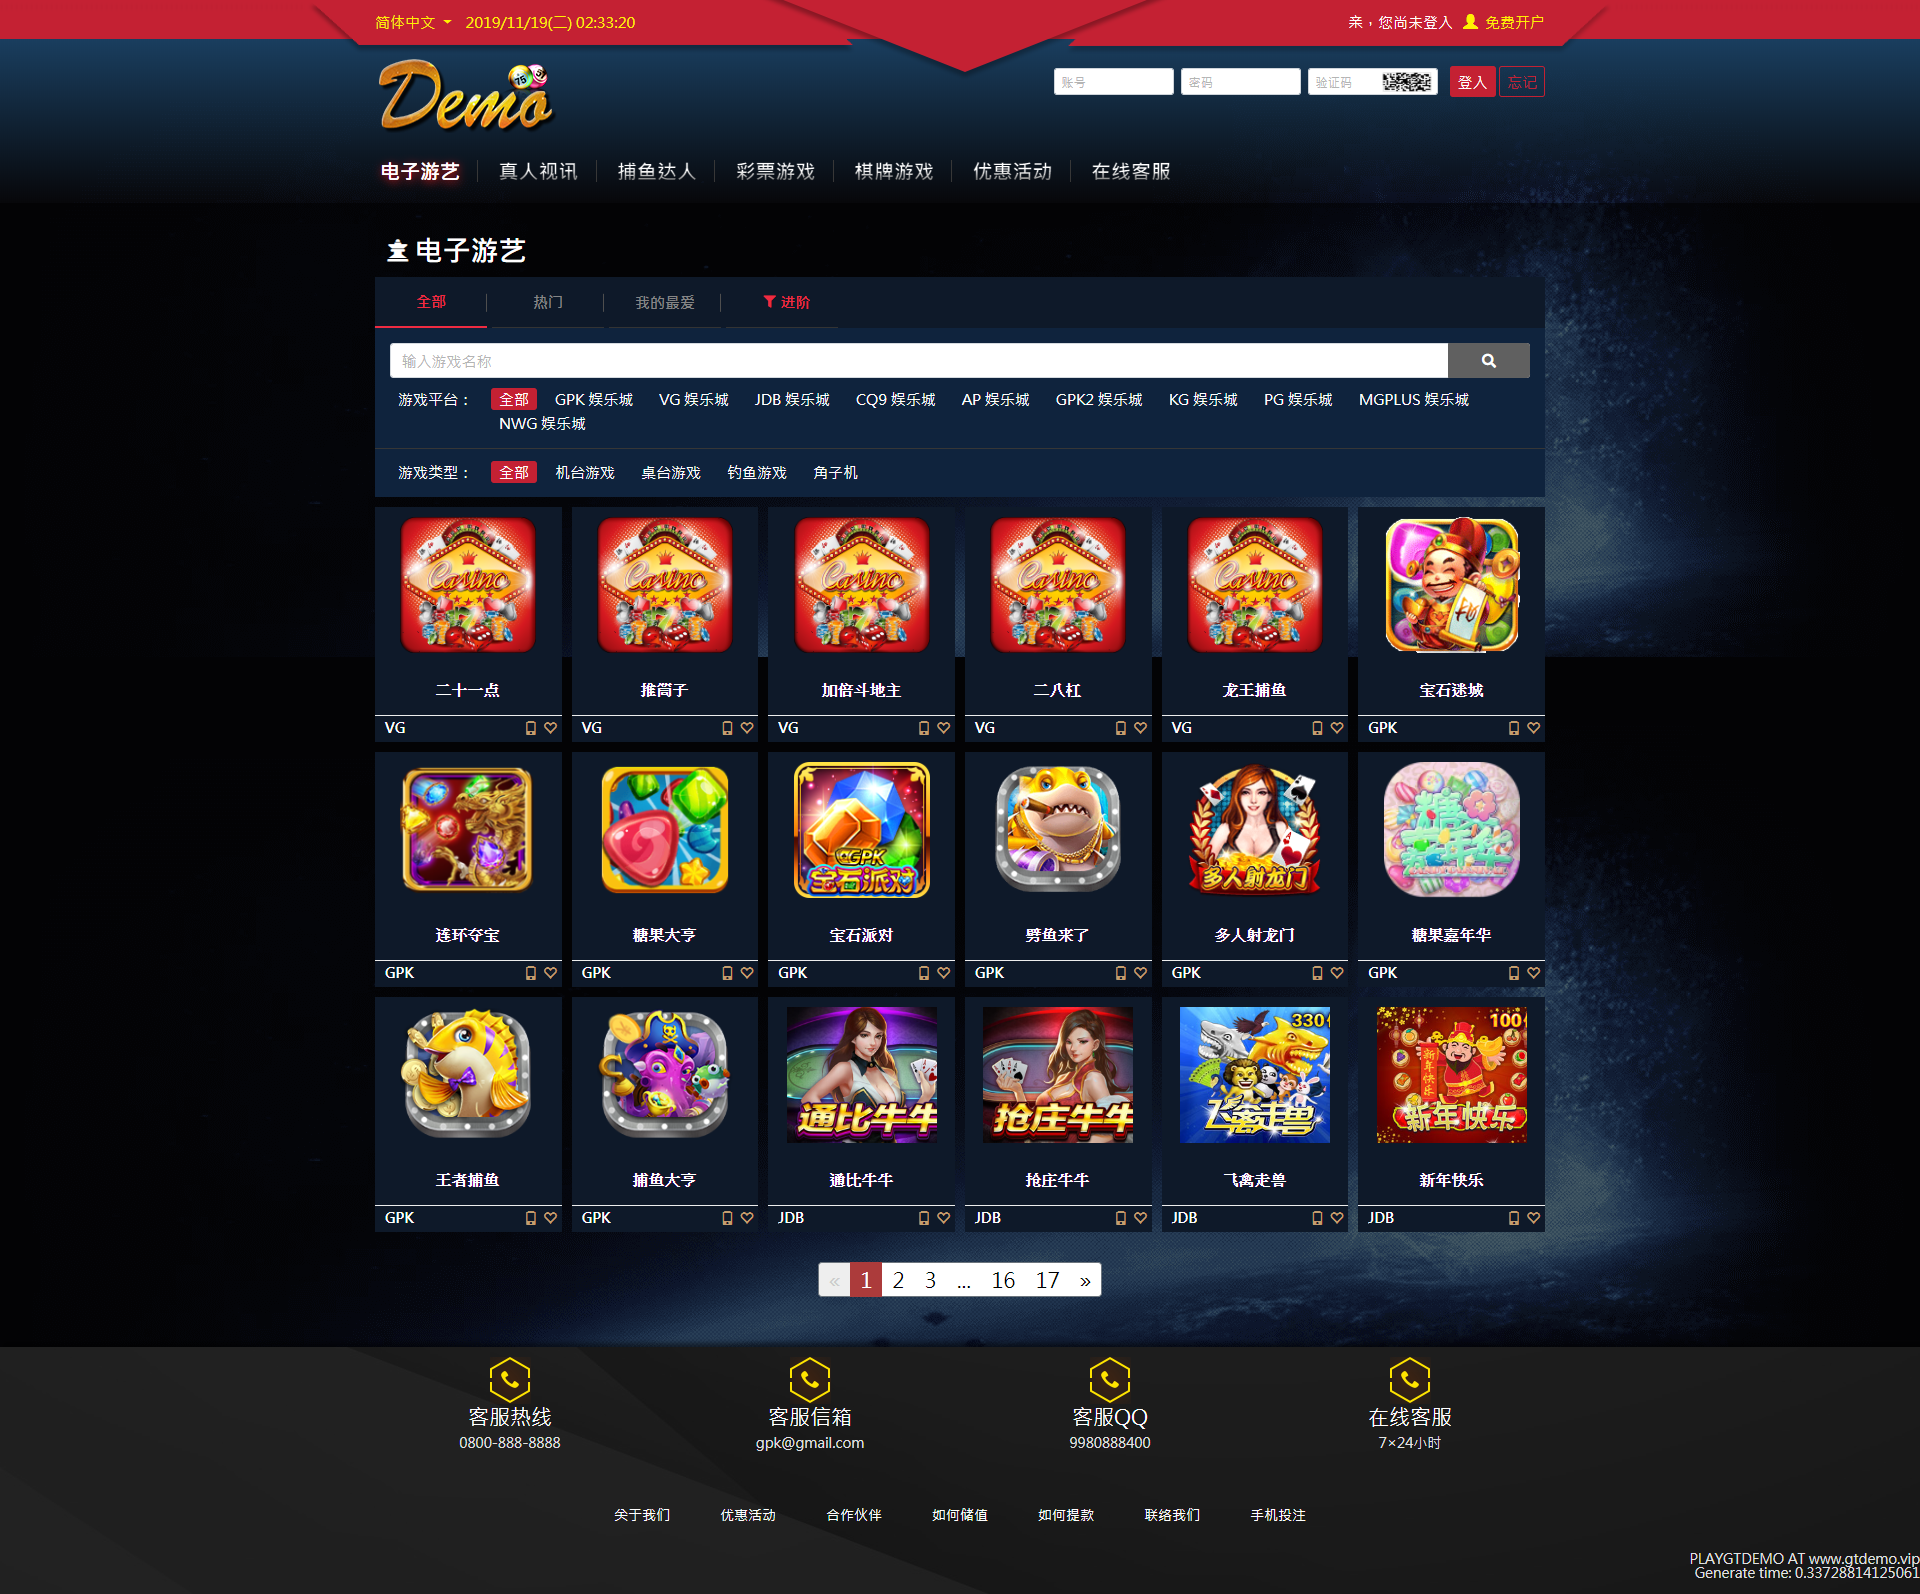 简体中文 2019/11/19(二) 02:33:20 亲，您尚未登入 免费开户
Demo
账号 密码 验证码 登入 忘记
电子游艺 真人视讯 捕鱼达人 彩票游戏 棋牌游戏 优惠活动 在线客服
电子游艺
全部 热门 我的最爱 进阶
输入游戏名称
游戏平台： 全部 GPK 娱乐城 VG 娱乐城 JDB 娱乐城 CQ9 娱乐城 AP 娱乐城 GPK2 娱乐城 KG 娱乐城 PG 娱乐城 MGPLUS 娱乐城
NWG 娱乐城
游戏类型： 全部 机台游戏 桌台游戏 钓鱼游戏 角子机
Casino Casino Casino Casino Casino
二十一点 推筒子 加倍斗地主 二八杠 龙王捕鱼 宝石迷城
VG VG VG VG VG GPK
GPK 宝石派对 多人射龙门 糖果嘉年华
连环夺宝 糖果大亨 宝石派对 劈鱼来了 多人射龙门 糖果嘉年华
GPK GPK GPK GPK GPK GPK
330 100
通比牛牛 抢庄牛牛 飞禽走兽 新年快乐 新年快乐
王者捕鱼 捕鱼大亨 通比牛牛 抢庄牛牛 飞禽走兽 新年快乐
GPK GPK JDB JDB JDB JDB
« 1 2 3 ... 16 17 »
客服热线 客服信箱 客服QQ 在线客服
0800-888-8888 gpk@gmail.com 9980888400 7×24小时
关于我们 优惠活动 合作伙伴 如何储值 如何提款 联络我们 手机投注
PLAYGTDEMO AT www.gtdemo.vip
Generate time: 0.33728814125061